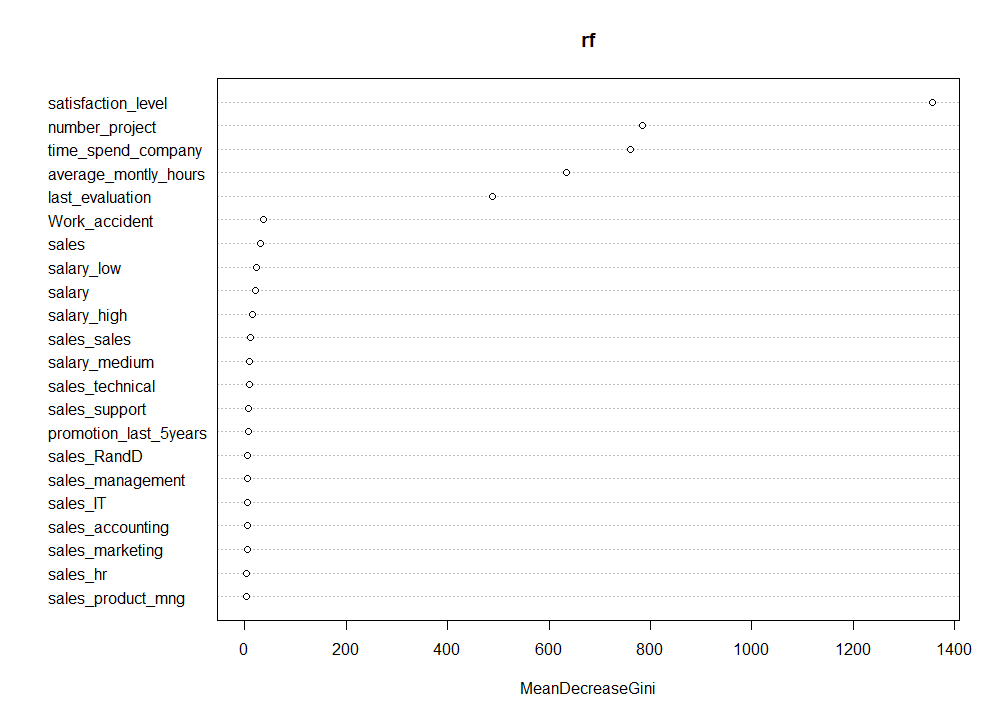 rf
satisfaction_level
number_project
time_spend_company
average_montly_hours
last_evaluation
Work_accident
sales
salary_low
salary
salary_high
sales_sales
salary_medium
sales_technical
sales_support
promotion_last_5years
sales_RandD
sales_management
sales_IT
sales_accounting
sales_marketing
sales_hr
sales_product_mng
0 200 400 600 800 1000 1200 1400
MeanDecreaseGini